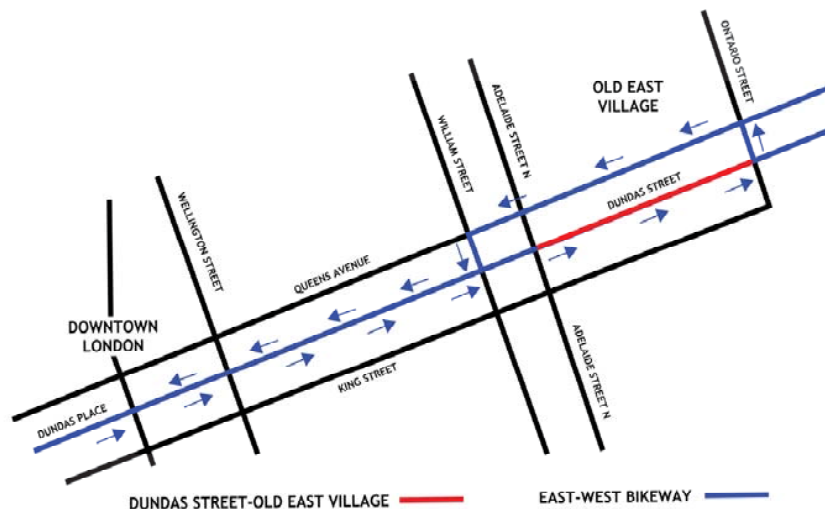 ONTARIO STREET
OLD EAST
VILLAGE
ADELAIDE STREET N
WILLIAM STREET
DUNDAS STREET
WELLINGTON STREET
QUEENS AVENUE
DOWNTOWN
LONDON
ADELAIDE STREET N
KING STREET
DUNDAS PLACE
DUNDAS STREET-OLD EAST VILLAGE
EAST-WEST BIKEWAY